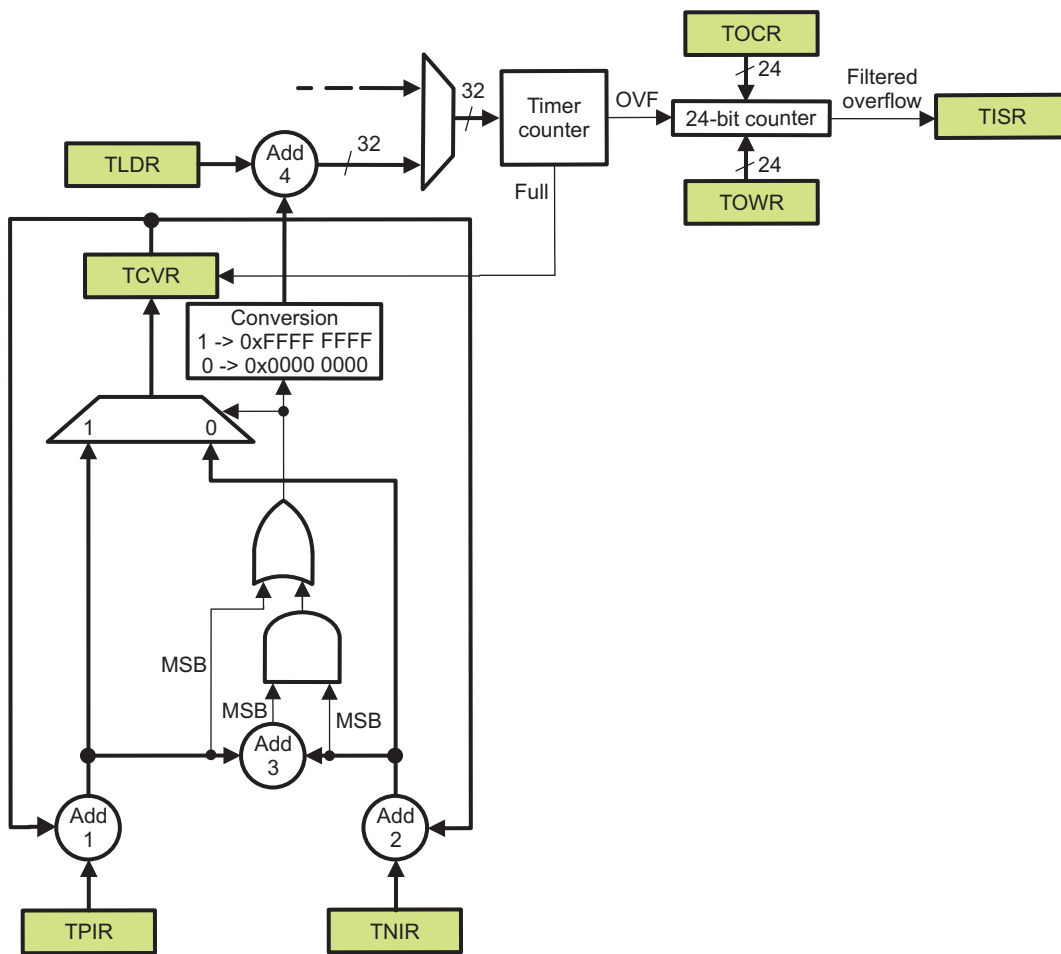 TOCR
24
32
Timer
counter
OVF
24-bit counter
Filtered
overflow
TISR
TLDR
Add
4
32
Full
24
TOWR
TCVR
Conversion
1 -> 0xFFFF FFFF
0 -> 0x0000 0000
1
0
MSB
MSB
MSB
Add
3
Add
1
Add
2
TPIR
TNIR